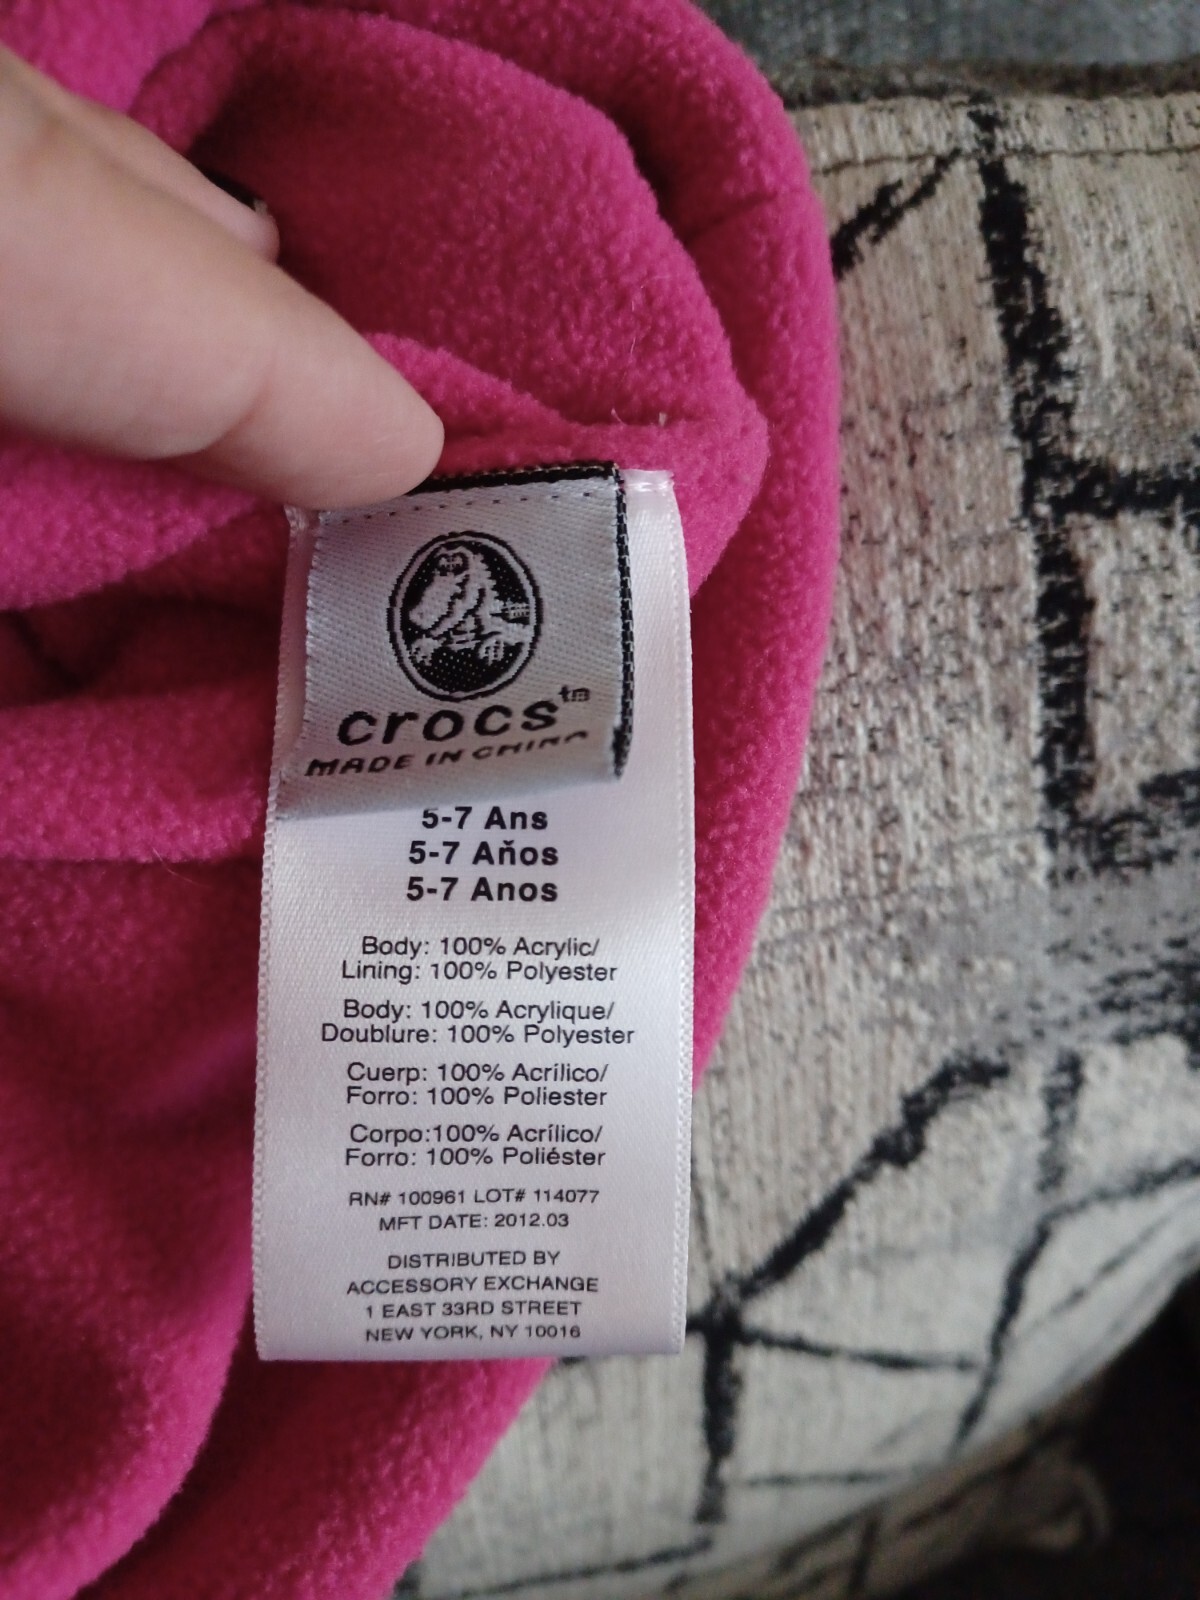 crocs™
MADE IN CHINA
5-7 Ans
5-7 Aňos
5-7 Anos
Body: 100% Acrylic/
Lining: 100% Polyester
Body: 100% Acrylique/
Doublure: 100% Polyester
Cuerp: 100% Acrílico/
Forro: 100% Poliester
Corpo:100% Acrílico/
Forro: 100% Poliéster
RN# 100961 LOT# 114077
MFT DATE: 2012.03
DISTRIBUTED BY
ACCESSORY EXCHANGE
1 EAST 33RD STREET
NEW YORK, NY 10016